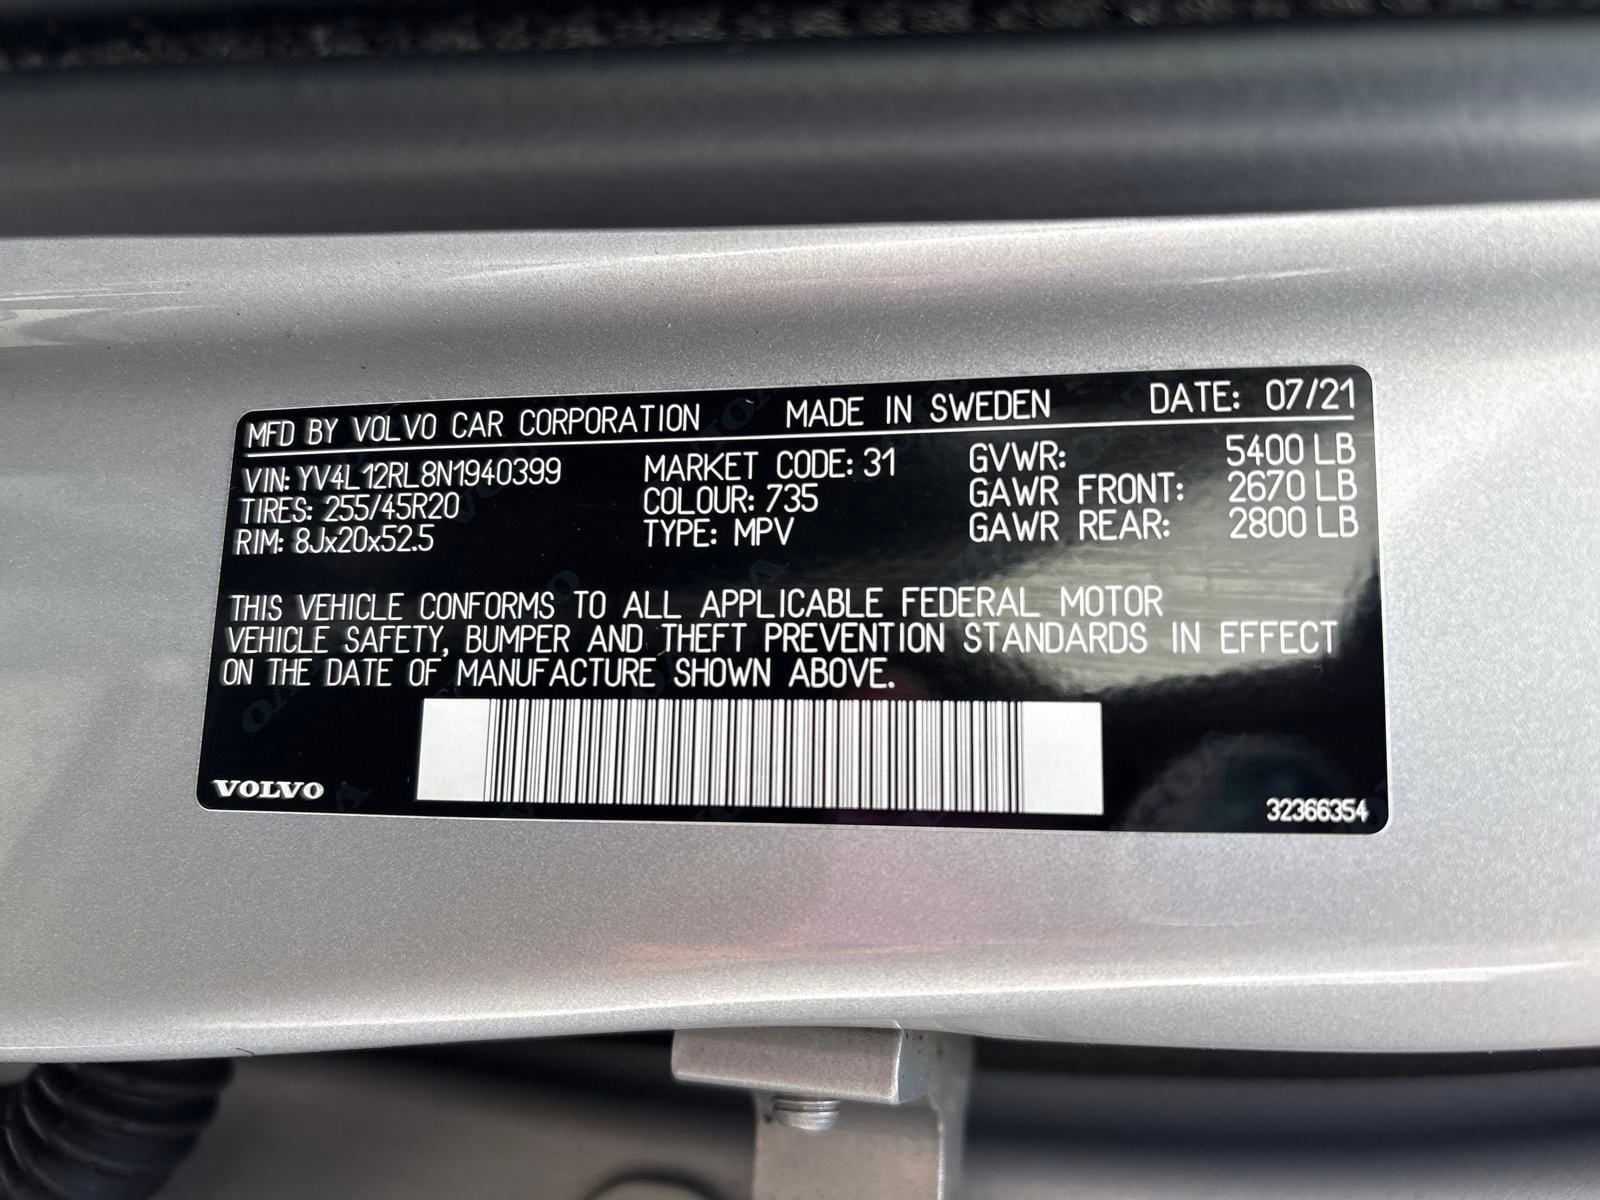 MFD BY VOLVO CAR CORPORATION MADE IN SWEDEN DATE: 07/21
VIN: YV4L12RL8N1940399 MARKET CODE: 31 GVWR: 5400 LB
TIRES: 255/45R20 COLOUR: 735 GAWR FRONT: 2670 LB
RIM: 8Jx20x52.5 TYPE: MPV GAWR REAR: 2800 LB
THIS VEHICLE CONFORMS TO ALL APPLICABLE FEDERAL MOTOR
VEHICLE SAFETY, BUMPER AND THEFT PREVENTION STANDARDS IN EFFECT
ON THE DATE OF MANUFACTURE SHOWN ABOVE.
VOLVO 32366354